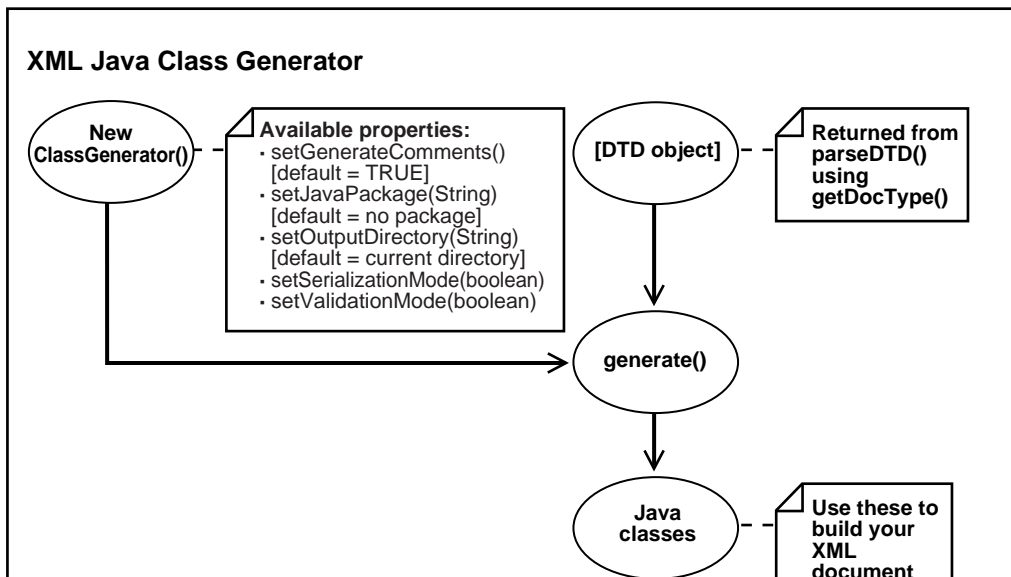 XML Java Class Generator
New
ClassGenerator()
Available properties:
· setGenerateComments()
[default = TRUE]
· setJavaPackage(String)
[default = no package]
· setOutputDirectory(String)
[default = current directory]
· setSerializationMode(boolean)
· setValidationMode(boolean)
[DTD object]
Returned from
parseDTD()
using
getDocType()
generate()
Java
classes
Use these to
build your
XML
document